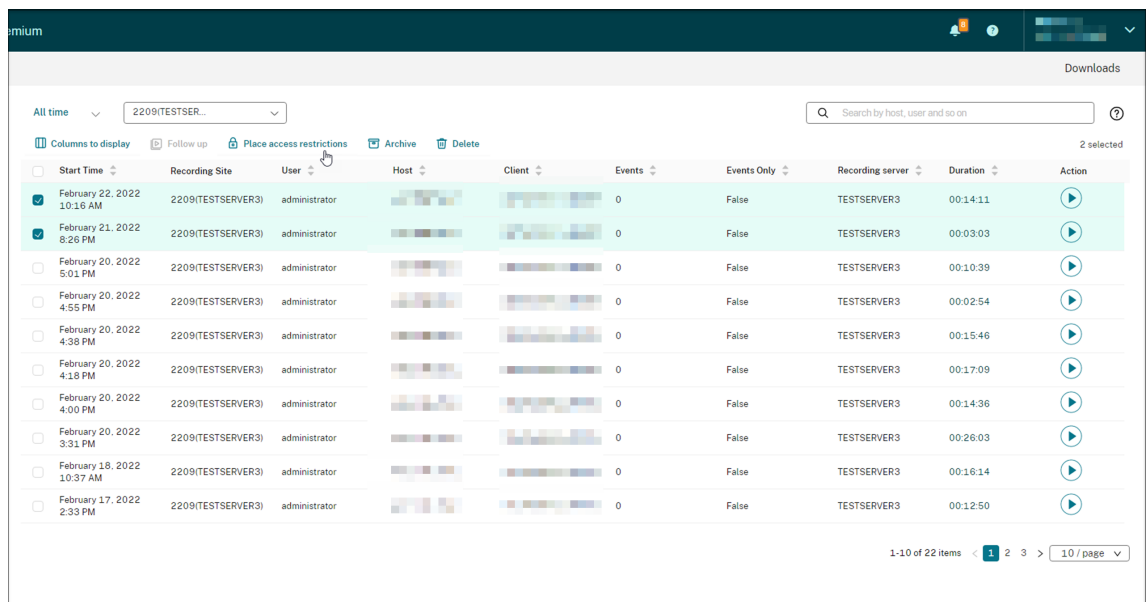 emium
8
?
Downloads
All time 2209(TESTSER... Search by host, user and so on ?
Columns to display Follow up Place access restrictions Archive Delete 2 selected
Start Time Recording Site User Host Client Events Events Only Recording server Duration Action
February 22, 2022
10:16 AM 2209(TESTSERVER3) administrator 0 False TESTSERVER3 00:14:11
February 21, 2022
8:26 PM 2209(TESTSERVER3) administrator 0 False TESTSERVER3 00:03:03
February 20, 2022
5:01 PM 2209(TESTSERVER3) administrator 0 False TESTSERVER3 00:10:39
February 20, 2022
4:55 PM 2209(TESTSERVER3) administrator 0 False TESTSERVER3 00:02:54
February 20, 2022
4:38 PM 2209(TESTSERVER3) administrator 0 False TESTSERVER3 00:15:46
February 20, 2022
4:18 PM 2209(TESTSERVER3) administrator 0 False TESTSERVER3 00:17:09
February 20, 2022
4:00 PM 2209(TESTSERVER3) administrator 0 False TESTSERVER3 00:14:36
February 20, 2022
3:31 PM 2209(TESTSERVER3) administrator 0 False TESTSERVER3 00:26:03
February 18, 2022
10:37 AM 2209(TESTSERVER3) administrator 0 False TESTSERVER3 00:16:14
February 17, 2022
2:33 PM 2209(TESTSERVER3) administrator 0 False TESTSERVER3 00:12:50
1-10 of 22 items < 1 2 3 > 10 / page